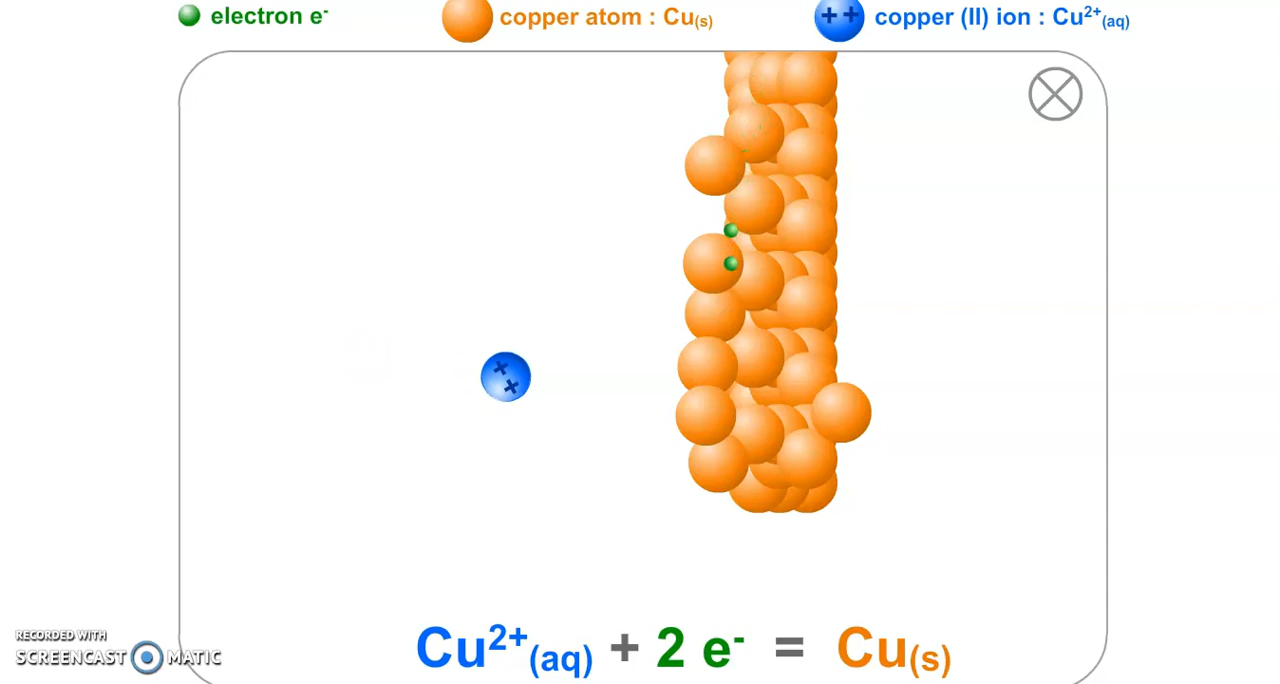 electron e⁻ copper atom : Cu₍s₎ copper (II) ion : Cu²⁺₍aq₎
++
++
Cu²⁺₍aq₎ + 2 e⁻ = Cu₍s₎
RECORDED WITH
SCREENCAST MATIC